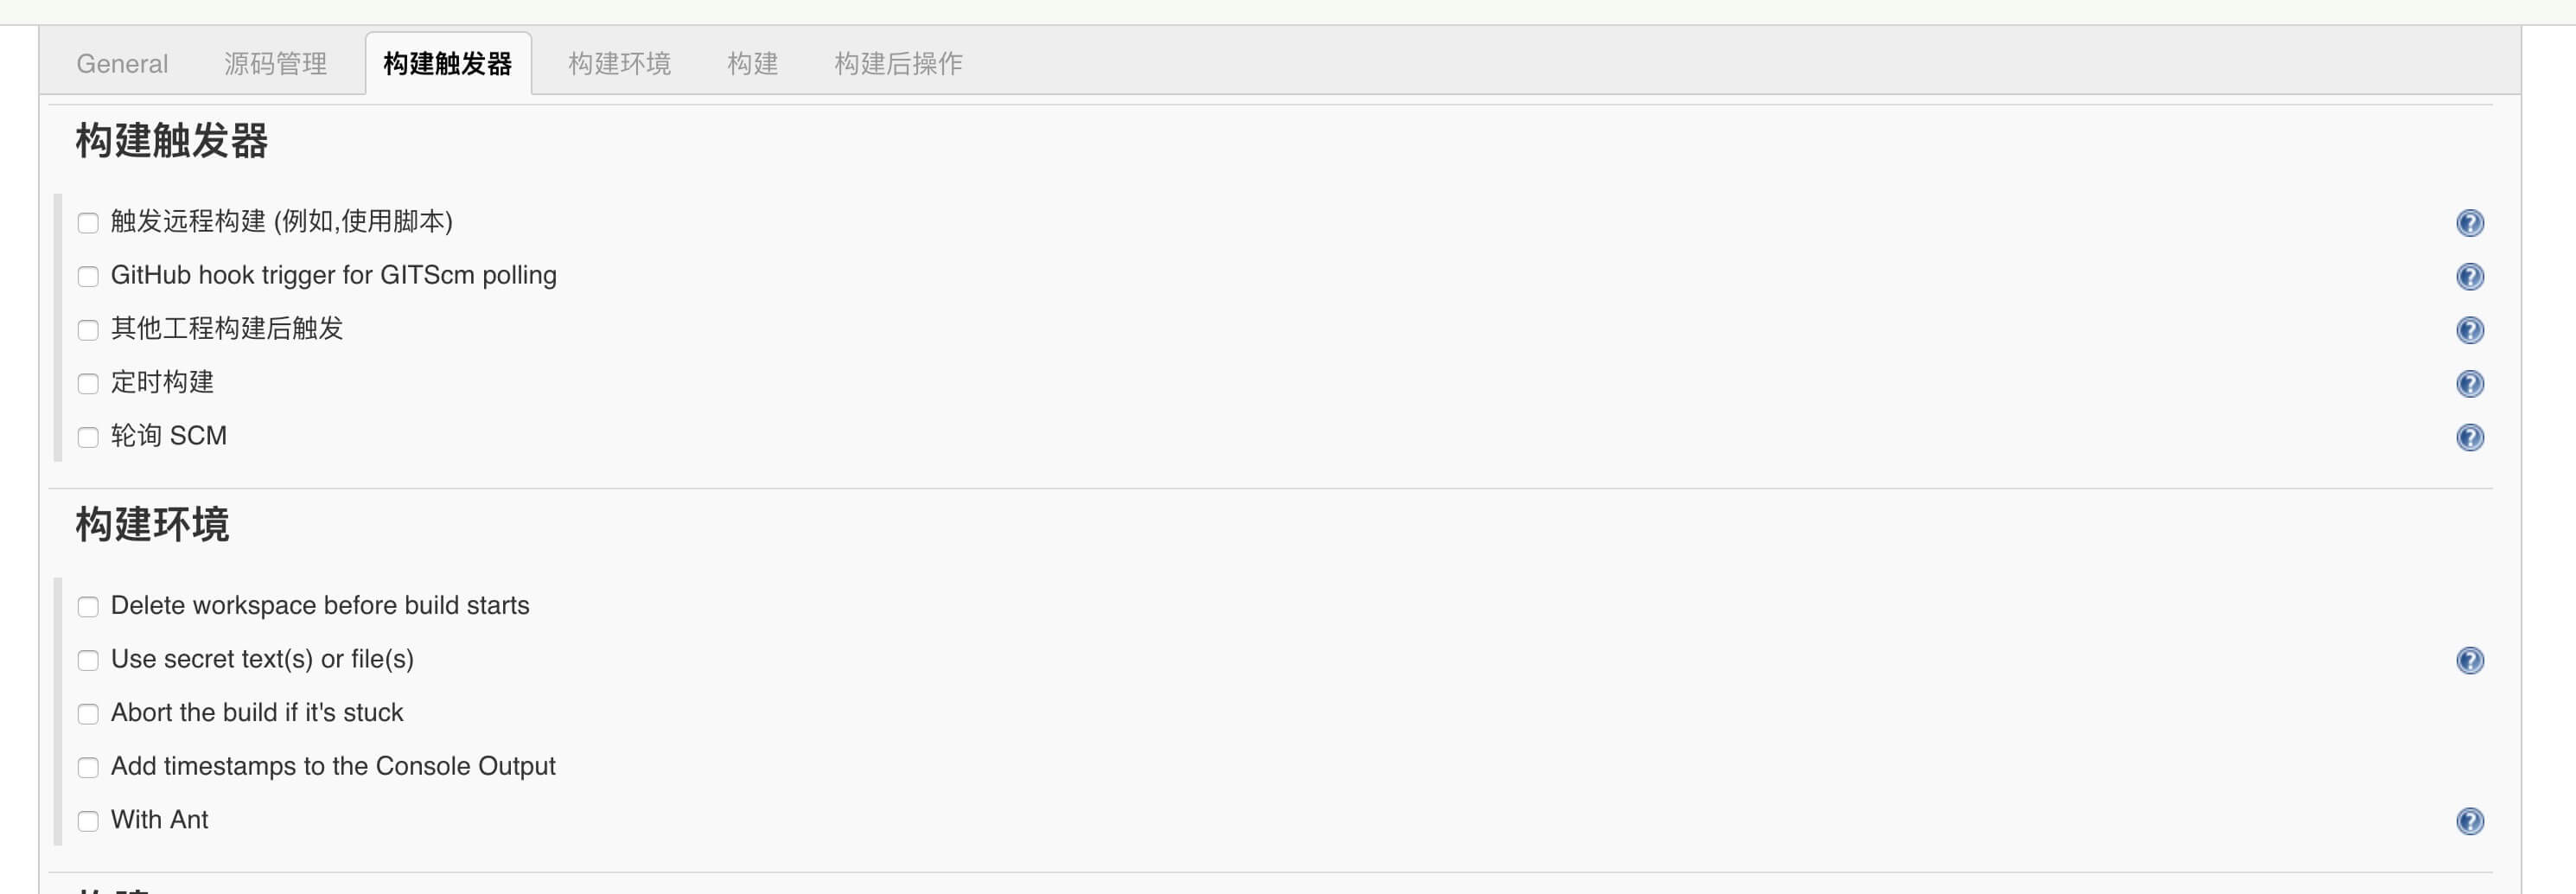 General 源码管理 构建触发器 构建环境 构建 构建后操作
构建触发器
触发远程构建 (例如,使用脚本)
GitHub hook trigger for GITScm polling
其他工程构建后触发
定时构建
轮询 SCM
构建环境
Delete workspace before build starts
Use secret text(s) or file(s)
Abort the build if it's stuck
Add timestamps to the Console Output
With Ant